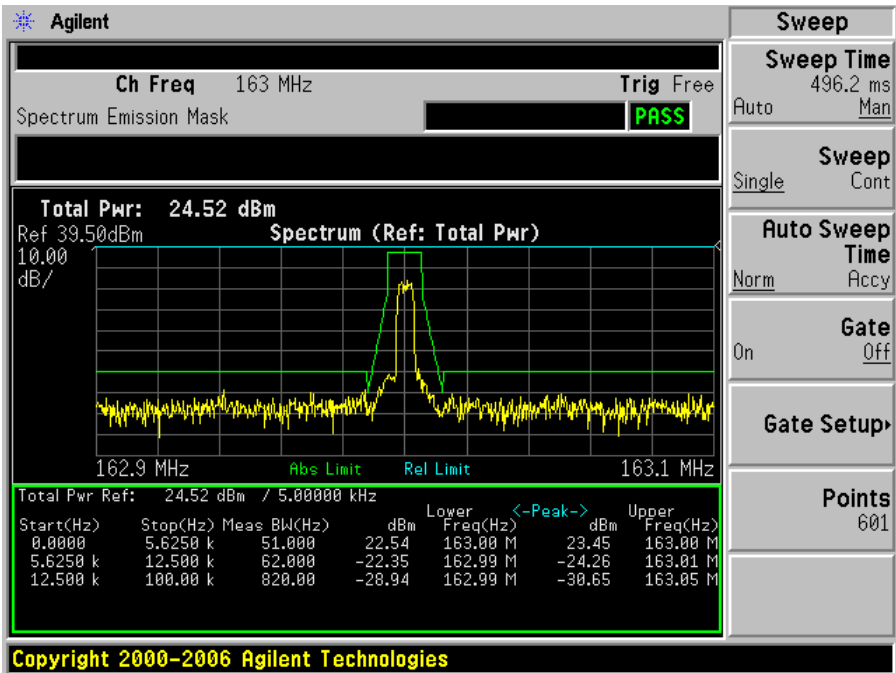 Agilent
Ch Freq 163 MHz Trig Free
Spectrum Emission Mask PASS
Total Pwr: 24.52 dBm
Ref 39.50dBm Spectrum (Ref: Total Pwr)
10.00
dB/
162.9 MHz Abs Limit Rel Limit 163.1 MHz
Total Pwr Ref: 24.52 dBm / 5.00000 kHz
Lower <-Peak-> Upper
Start(Hz) Stop(Hz) Meas BW(Hz) dBm Freq(Hz) dBm Freq(Hz)
0.0000 5.6250 k 51.000 22.54 163.00 M 23.45 163.00 M
5.6250 k 12.500 k 62.000 -22.35 162.99 M -24.26 163.01 M
12.500 k 100.00 k 820.00 -28.94 162.99 M -30.65 163.05 M
Copyright 2000-2006 Agilent Technologies
Sweep
Sweep Time
496.2 ms
Auto Man
Sweep
Single Cont
Auto Sweep
Time
Norm Accy
Gate
On Off
Gate Setup
Points
601